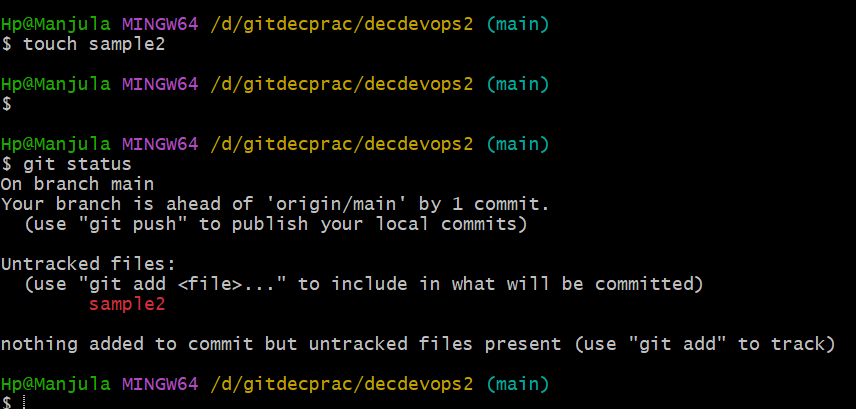 Hp@Manjula MINGW64 /d/gitdecprac/decdevops2 (main)
$ touch sample2
Hp@Manjula MINGW64 /d/gitdecprac/decdevops2 (main)
$
Hp@Manjula MINGW64 /d/gitdecprac/decdevops2 (main)
$ git status
On branch main
Your branch is ahead of 'origin/main' by 1 commit.
  (use "git push" to publish your local commits)
Untracked files:
  (use "git add <file>..." to include in what will be committed)
        sample2
nothing added to commit but untracked files present (use "git add" to track)
Hp@Manjula MINGW64 /d/gitdecprac/decdevops2 (main)
$